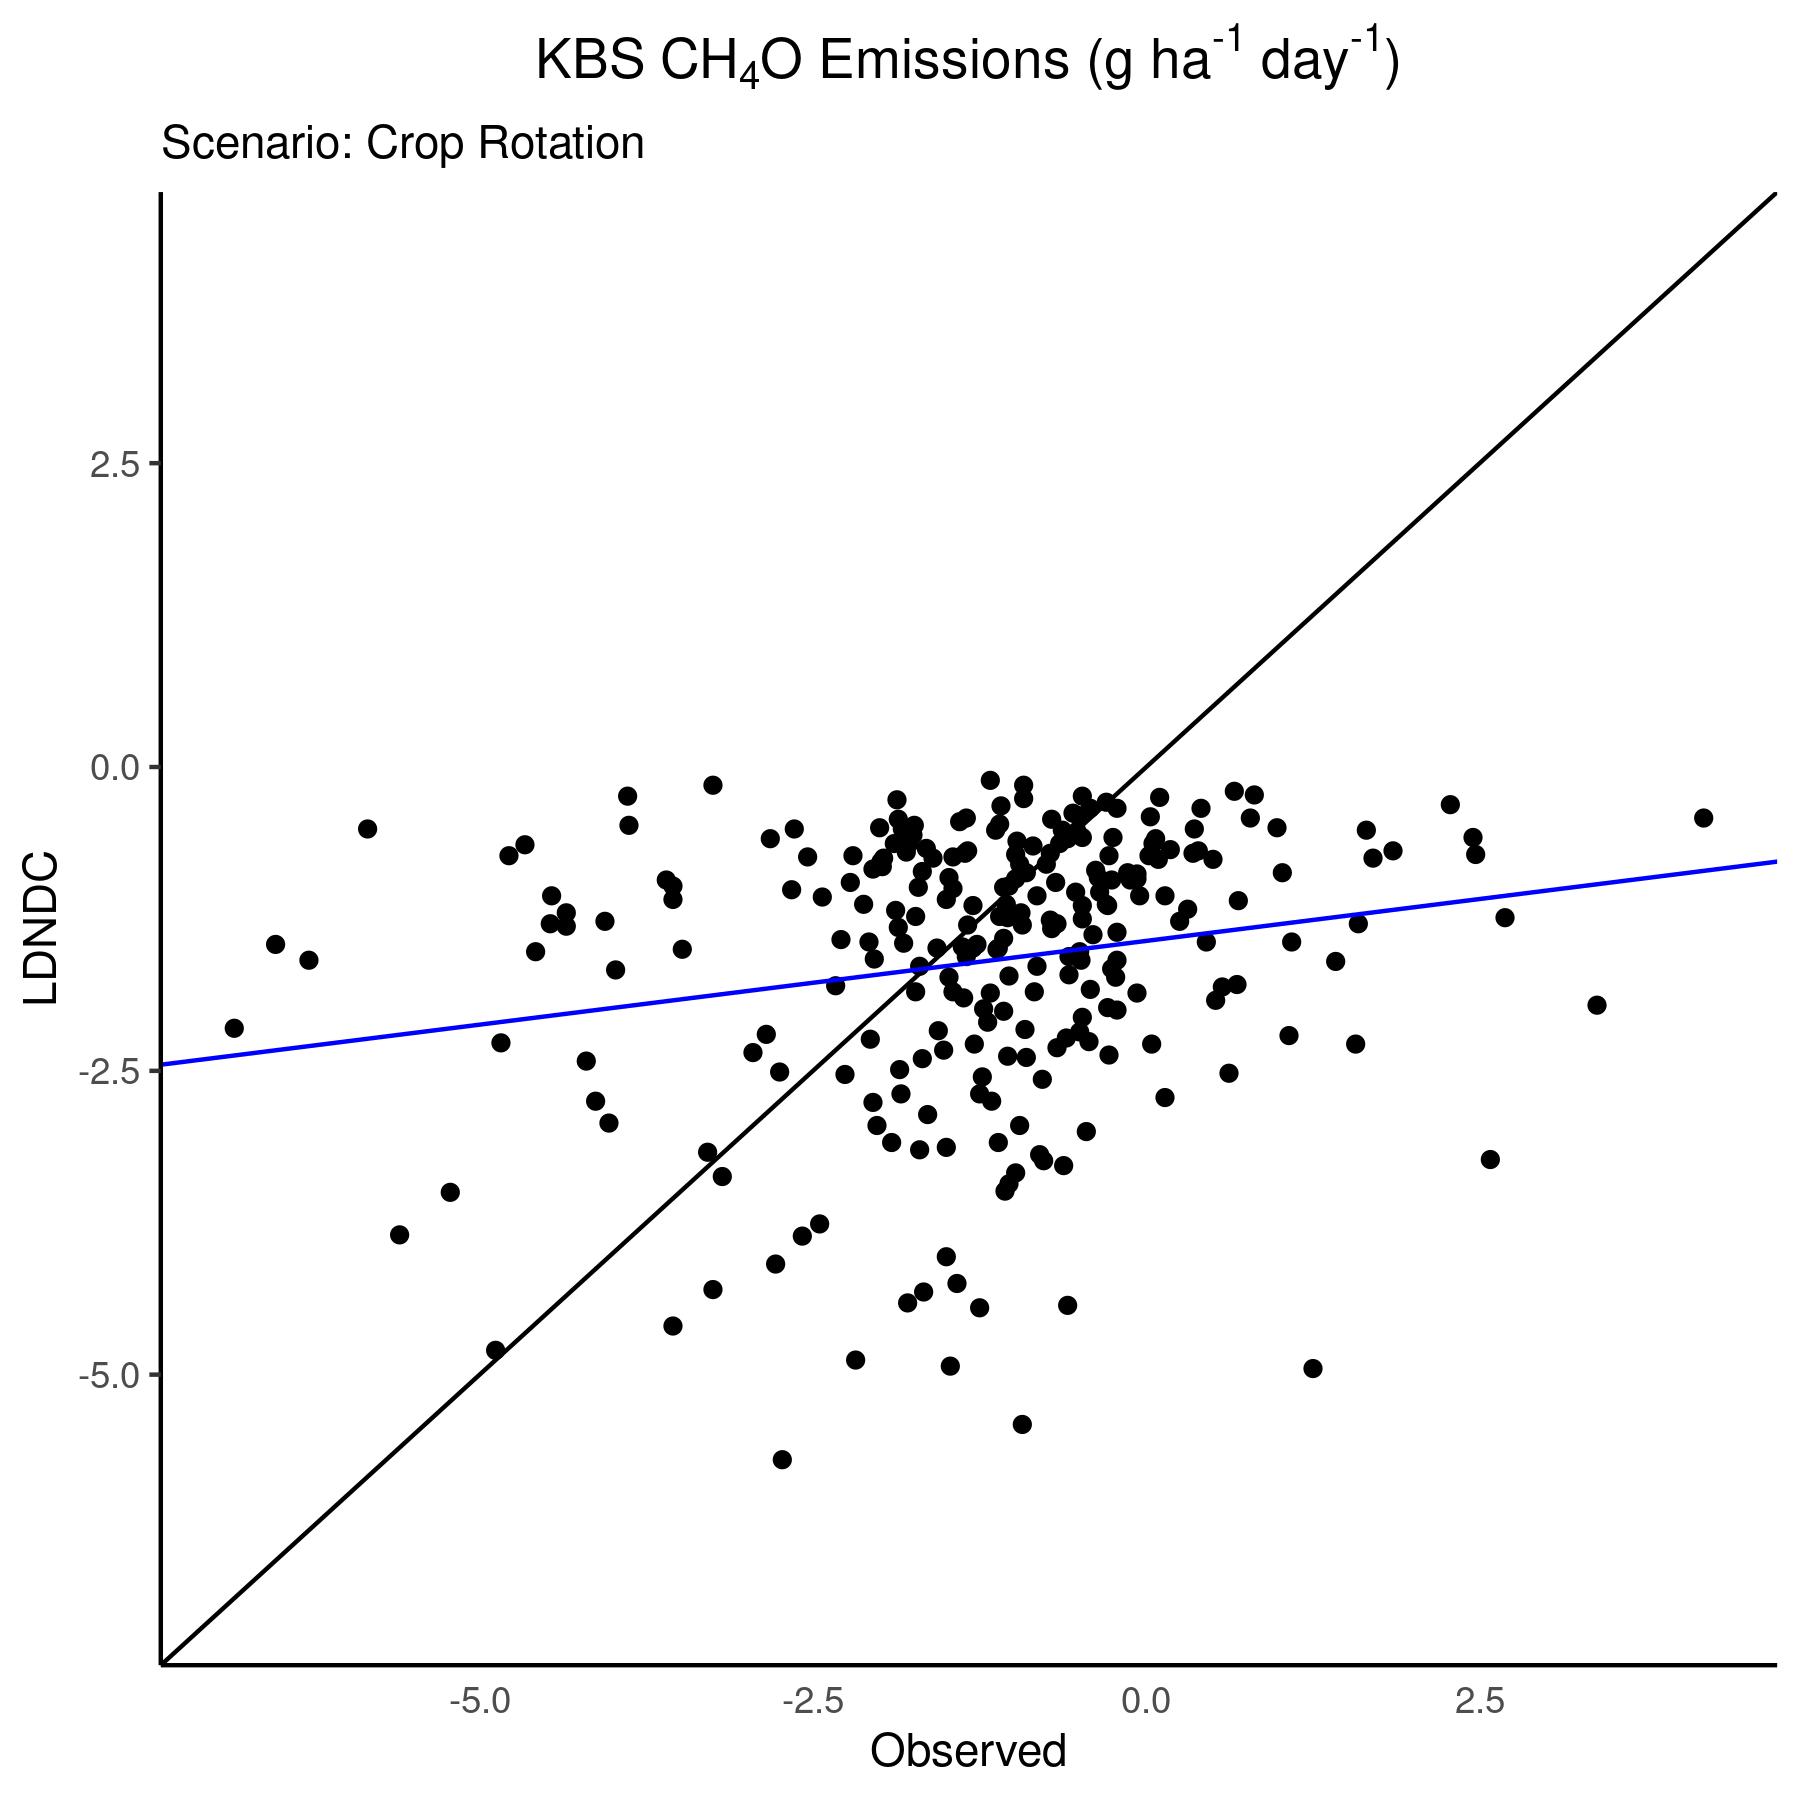 KBS CH₄O Emissions (g ha⁻¹ day⁻¹)
Scenario: Crop Rotation
LDNDC
2.5
0.0
-2.5
-5.0
-5.0 -2.5 0.0 2.5
Observed